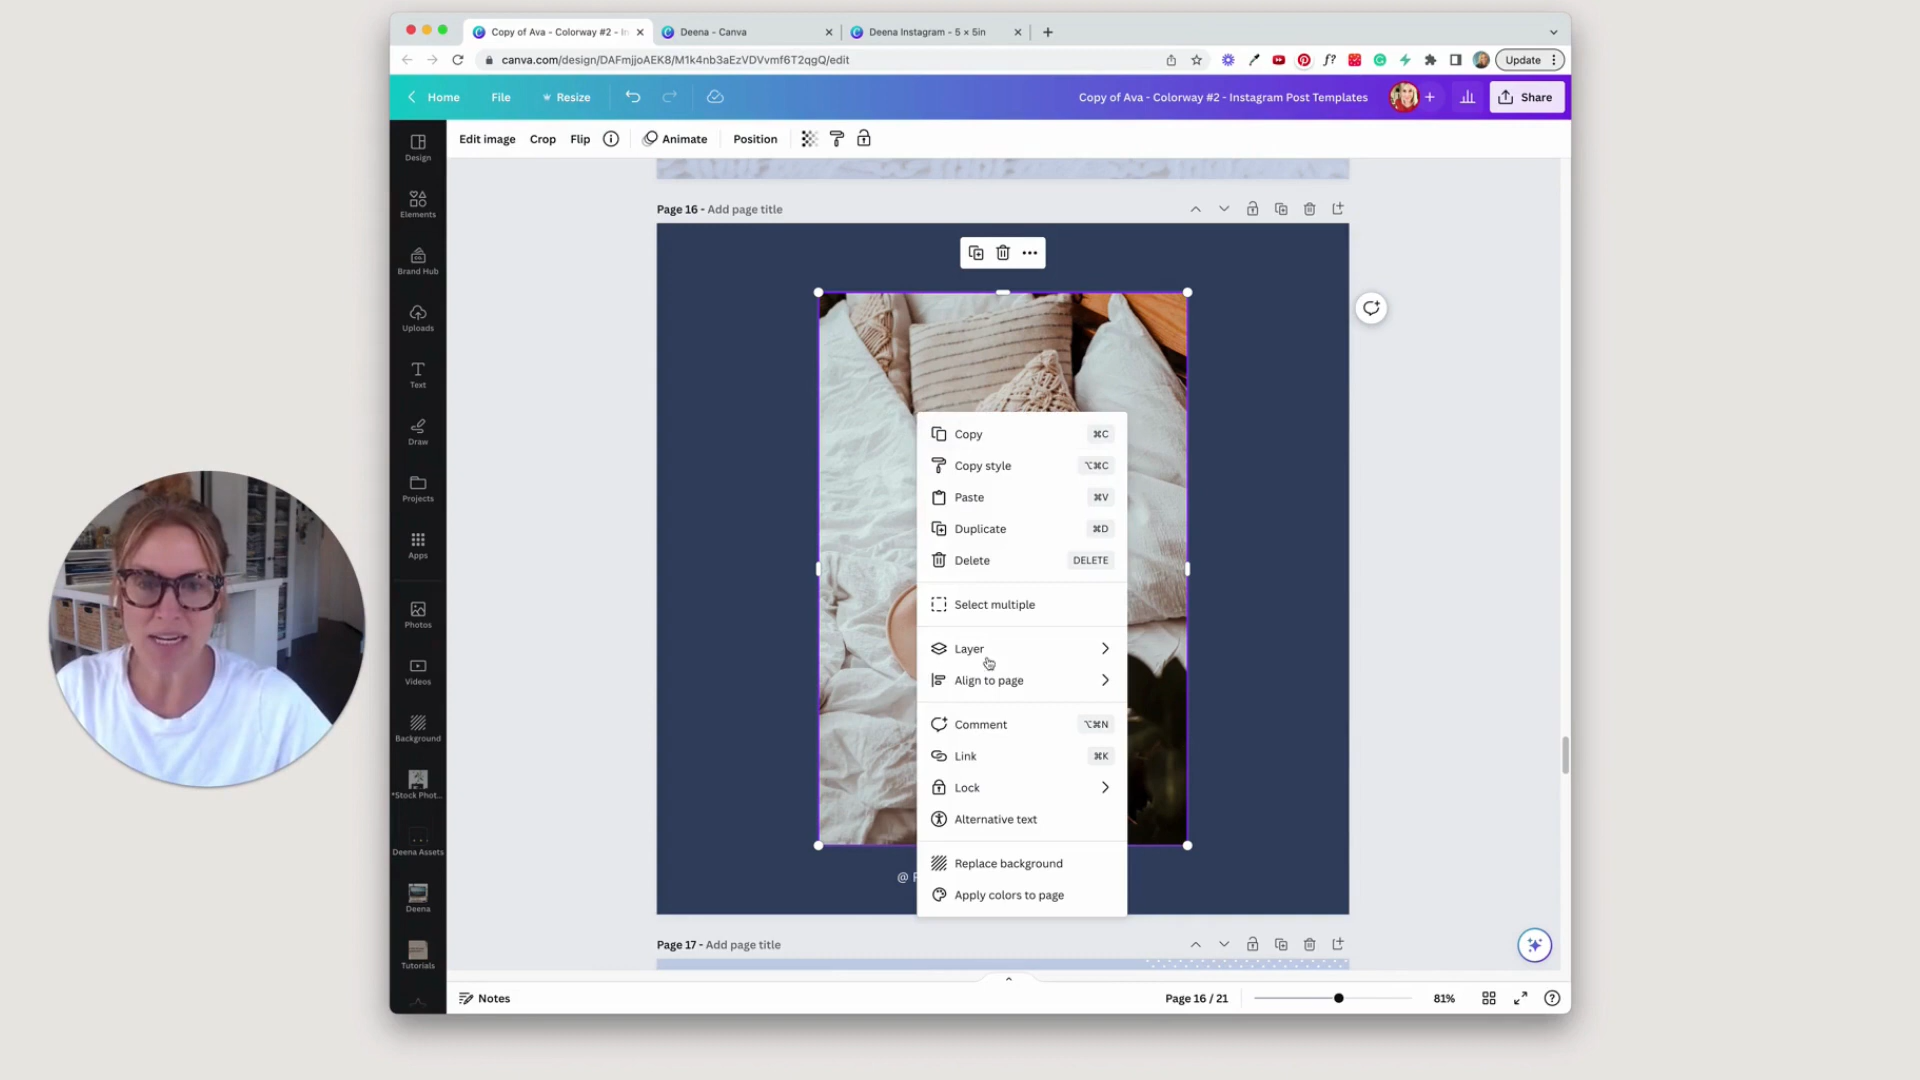 Copy of Ava - Colorway #2 - In
Deena - Canva
Deena Instagram - 5 × 5in
canva.com/design/DAFmjjoAEK8/M1k4nb3aEzVDVvmf6T2qgQ/edit
f?
Update
Home
File
Resize
Copy of Ava - Colorway #2 - Instagram Post Templates
Share
Edit image
Crop
Flip
Animate
Position
Design
Elements
Brand Hub
Uploads
Text
Draw
Projects
Apps
Photos
Videos
Background
*Stock Phot...
Deena Assets
Deena
Tutorials
Page 16 - Add page title
Copy ⌘C
Copy style ⌥⌘C
Paste ⌘V
Duplicate ⌘D
Delete DELETE
Select multiple
Layer
Align to page
Comment ⌥⌘N
Link ⌘K
Lock
Alternative text
Replace background
Apply colors to page
@
Page 17 - Add page title
Notes
Page 16 / 21
81%